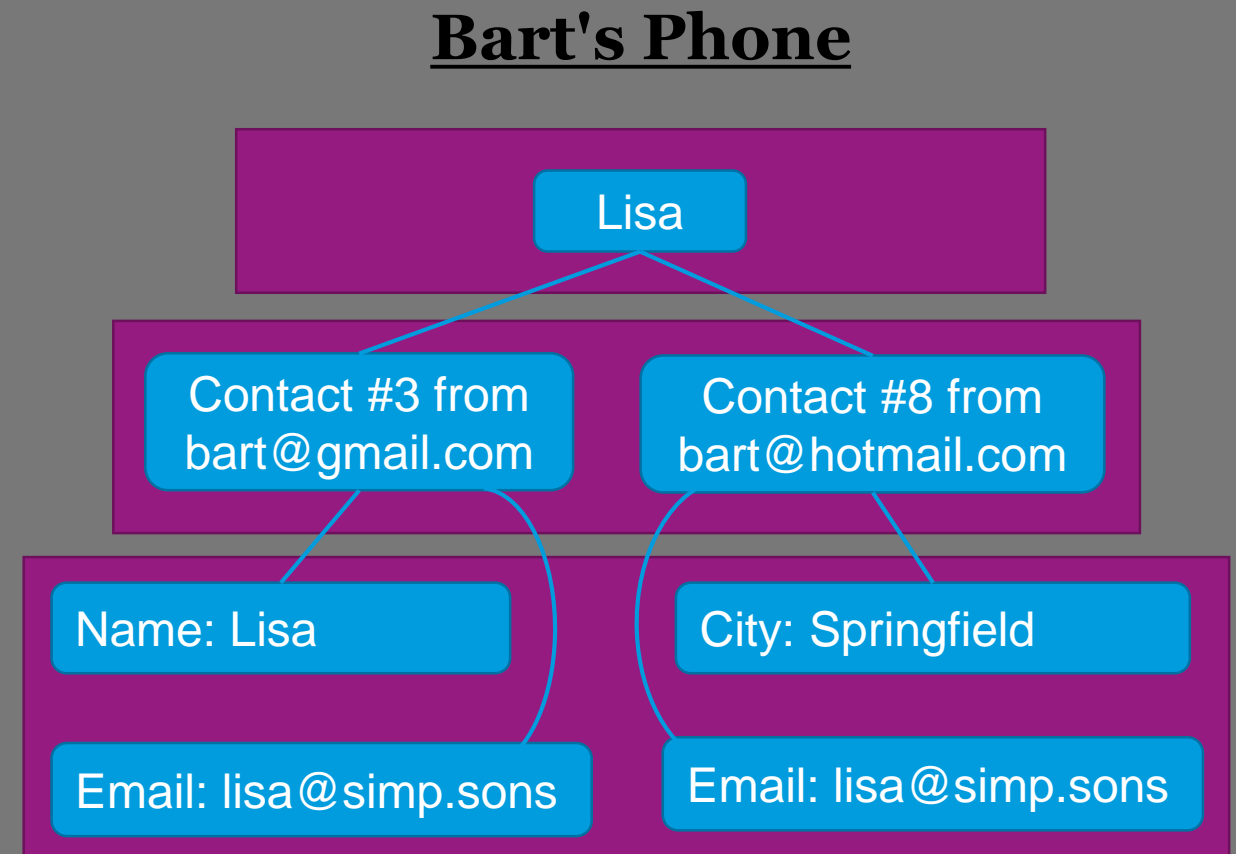 Bart's Phone
Lisa
Contact #3 from
bart@gmail.com
Contact #8 from
bart@hotmail.com
Name: Lisa
City: Springfield
Email: lisa@simp.sons
Email: lisa@simp.sons